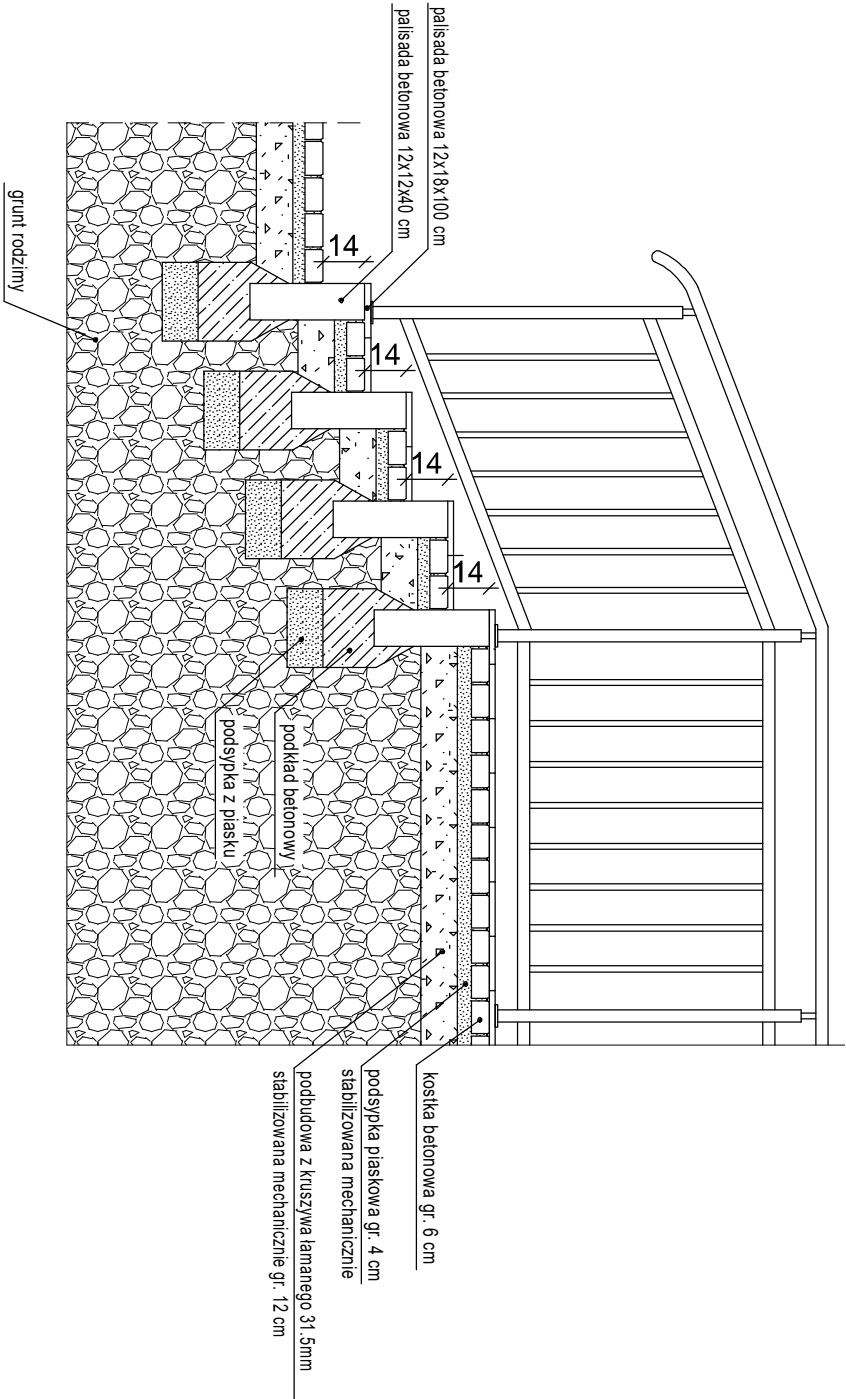 palisada betonowa 12x18x100 cm
palisada betonowa 12x12x40 cm
14
14
14
14
grunt rodzimy
podkład betonowy
podsypka z piasku
kostka betonowa gr. 6 cm
podsypka piaskowa gr. 4 cm
stabilizowana mechanicznie
podbudowa z kruszywa łamanego 31.5mm
stabilizowana mechanicznie gr. 12 cm